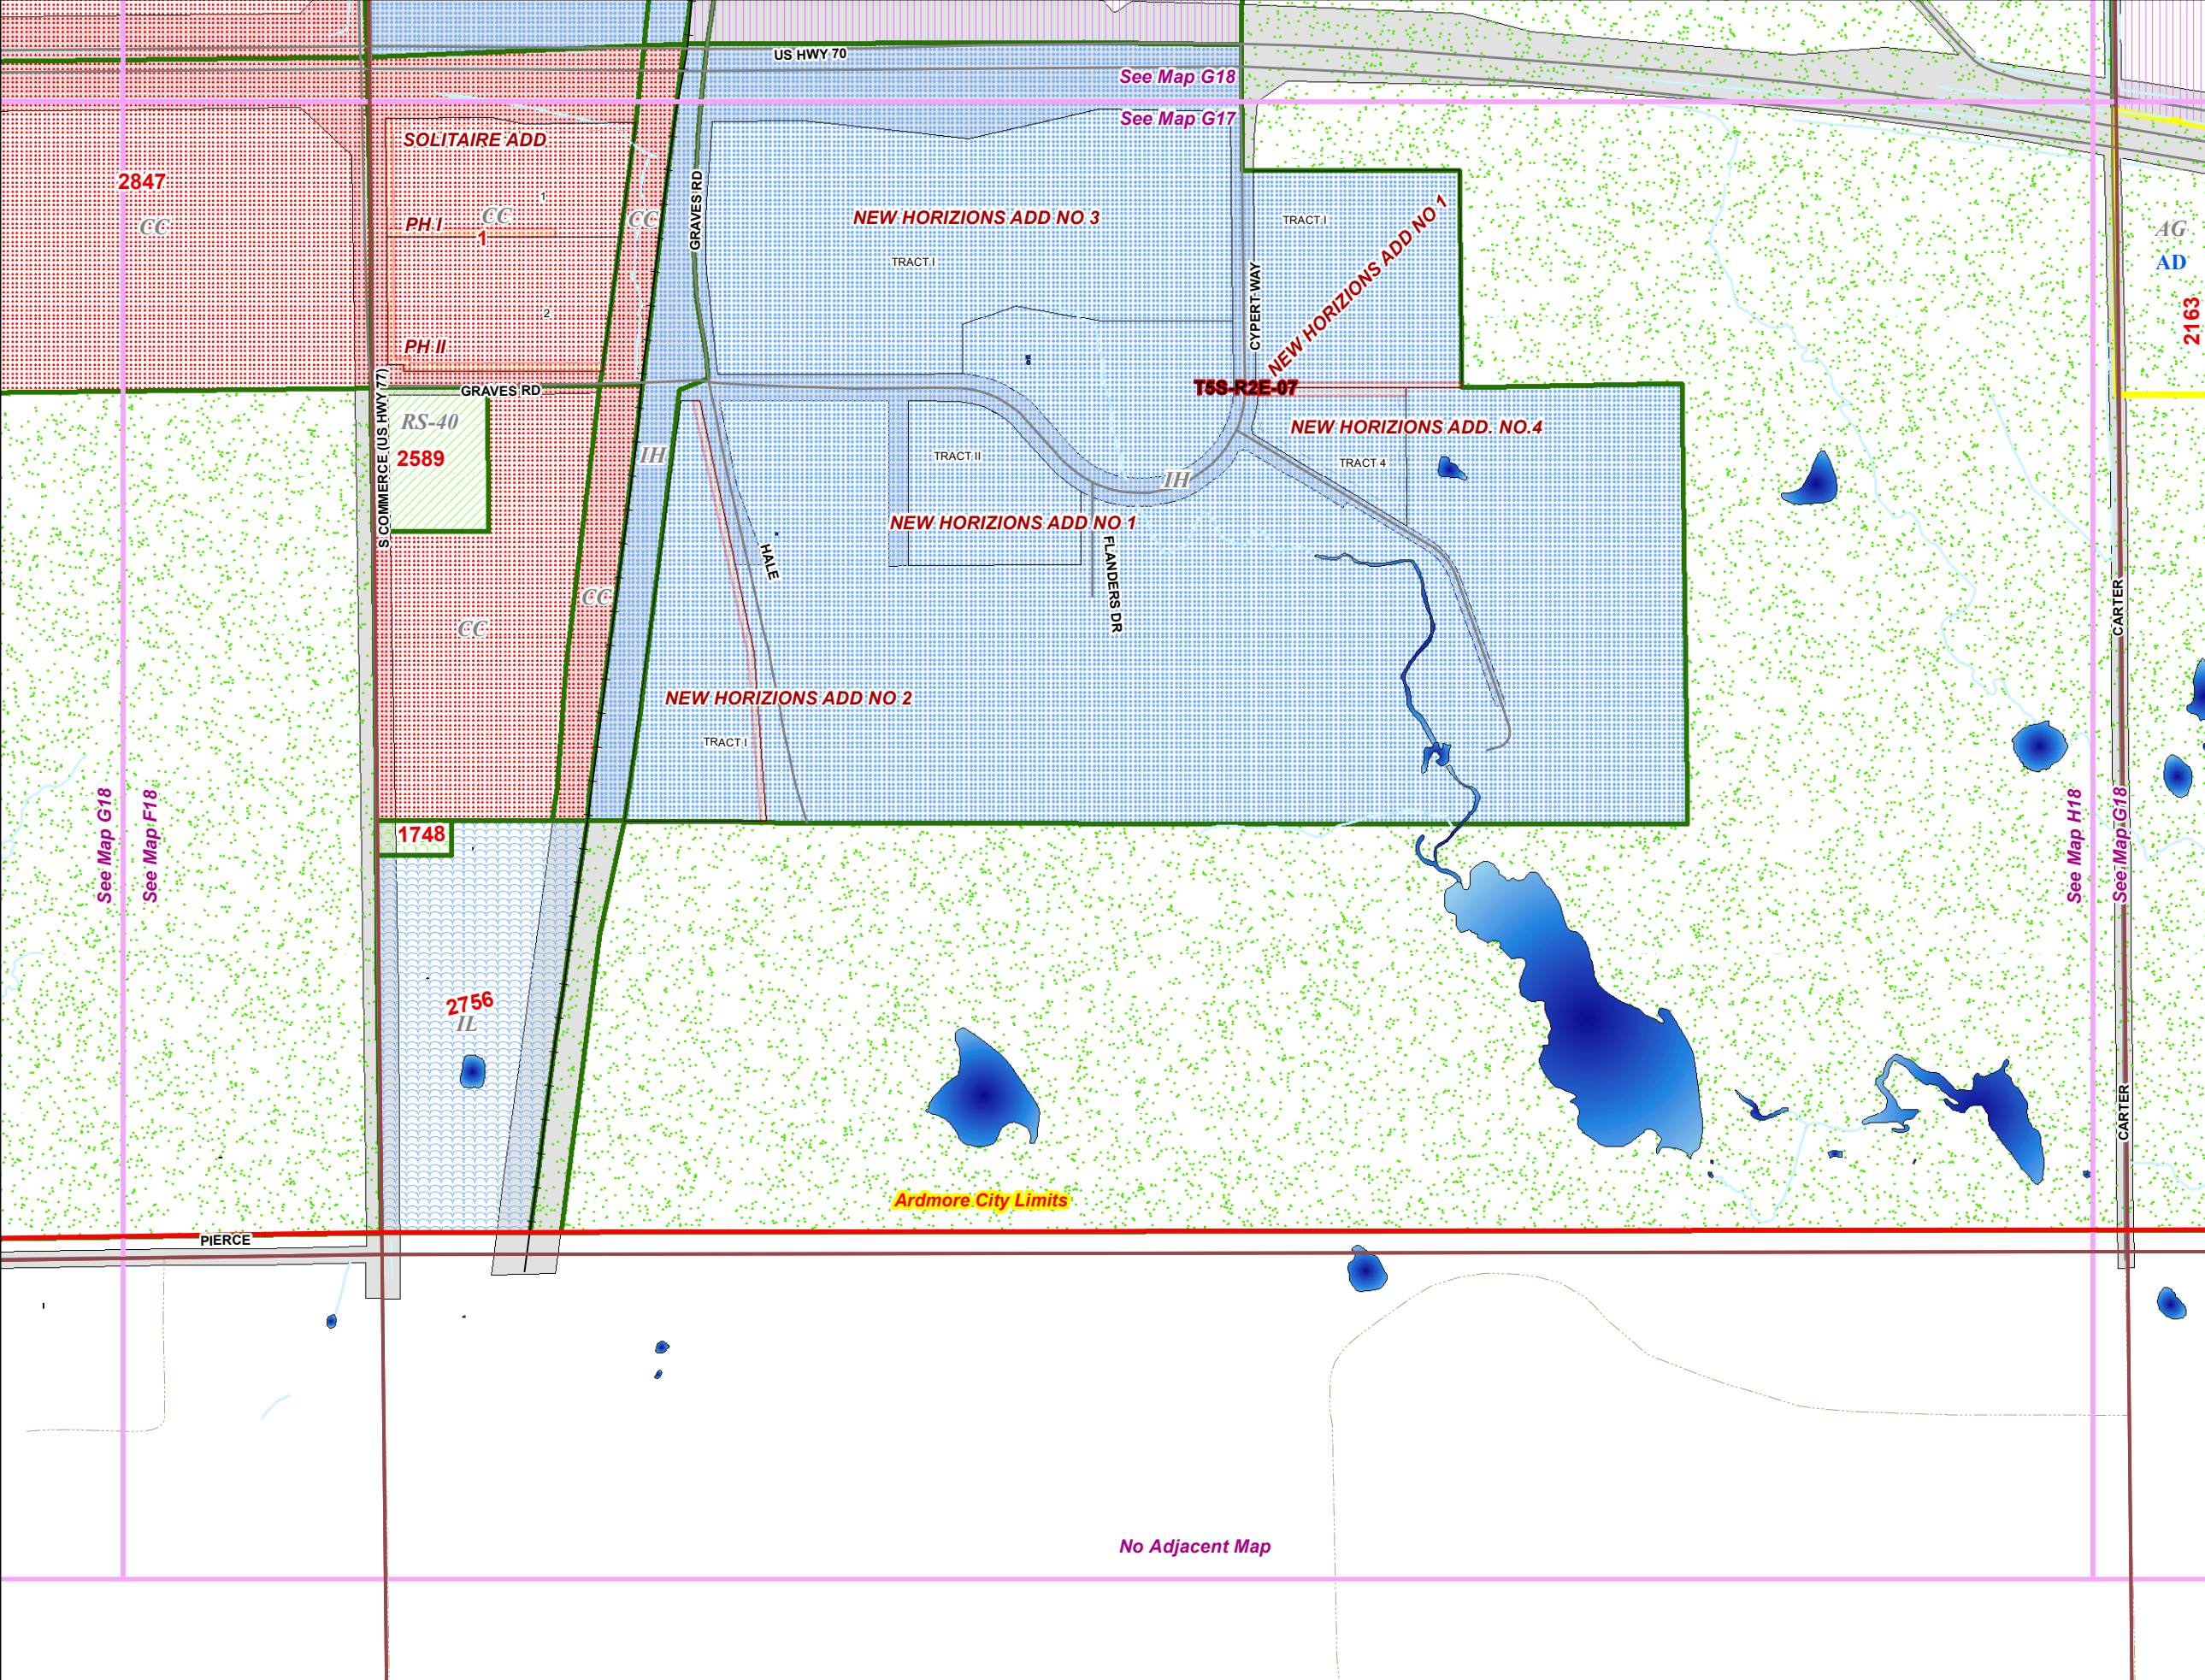 US HWY 70
See Map G18
See Map G17
SOLITAIRE ADD
2847
CC
1
CC
PH I
1
CC
GRAVES RD
NEW HORIZIONS ADD NO 3
TRACT I
TRACT I
NEW HORIZIONS ADD NO 1
CYPERT WAY
AG
AD
2163
2
PH II
GRAVES RD
S COMMERCE (US HWY 77)
T5S-R2E-07
RS-40
2589
IH
NEW HORIZIONS ADD. NO.4
TRACT II
TRACT 4
IH
NEW HORIZIONS ADD NO 1
HALE
FLANDERS DR
CC
CC
CARTER
NEW HORIZIONS ADD NO 2
TRACT I
See Map G18
See Map F18
1748
See Map H18
See Map G18
2756
IL
CARTER
Ardmore City Limits
PIERCE
No Adjacent Map